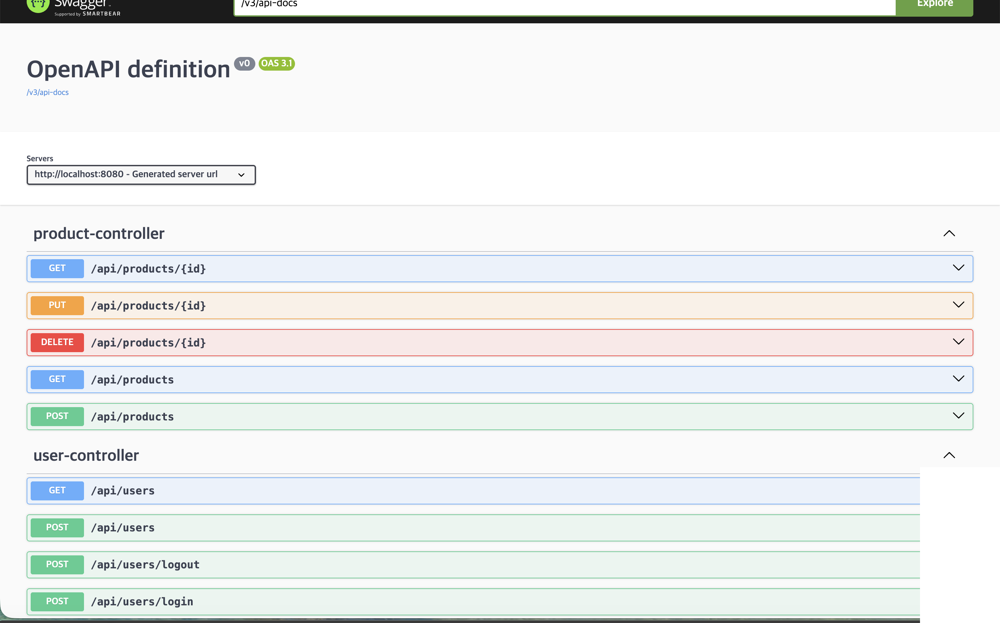 Swagger
Supported by SMARTBEAR
/v3/api-docs
Explore
OpenAPI definition v0 OAS 3.1
/v3/api-docs
Servers
http://localhost:8080 - Generated server url
product-controller
GET /api/products/{id}
PUT /api/products/{id}
DELETE /api/products/{id}
GET /api/products
POST /api/products
user-controller
GET /api/users
POST /api/users
POST /api/users/logout
POST /api/users/login